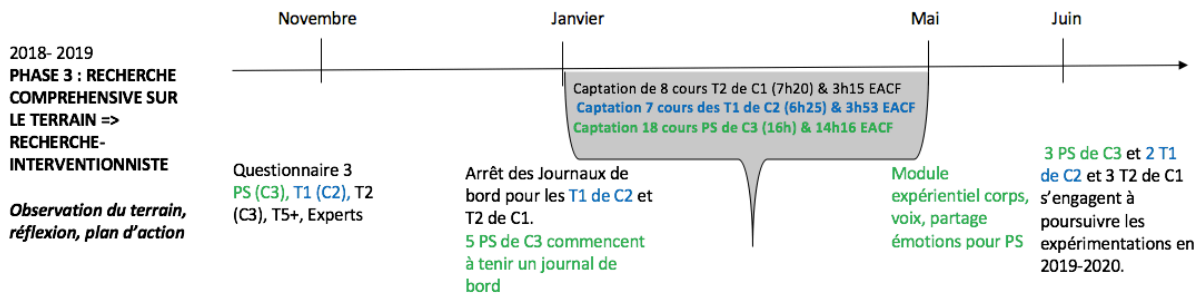 Novembre
Janvier
Mai
Juin
2018- 2019
PHASE 3 : RECHERCHE
COMPREHENSIVE SUR
LE TERRAIN =>
RECHERCHE-
INTERVENTIONNISTE
Observation du terrain,
réflexion, plan d’action
Captation de 8 cours T2 de C1 (7h20) & 3h15 EACF
Captation 7 cours des T1 de C2 (6h25) & 3h53 EACF
Captation 18 cours PS de C3 (16h) & 14h16 EACF
Questionnaire 3
PS (C3), T1 (C2), T2
(C3), T5+, Experts
Arrêt des Journaux de
bord pour les T1 de C2 et
T2 de C1.
5 PS de C3 commencent
à tenir un journal de
bord
Module
expérientiel corps,
voix, partage
émotions pour PS
3 PS de C3 et 2 T1
de C2 et 3 T2 de C1
s’engagent à
poursuivre les
expérimentations en
2019-2020.